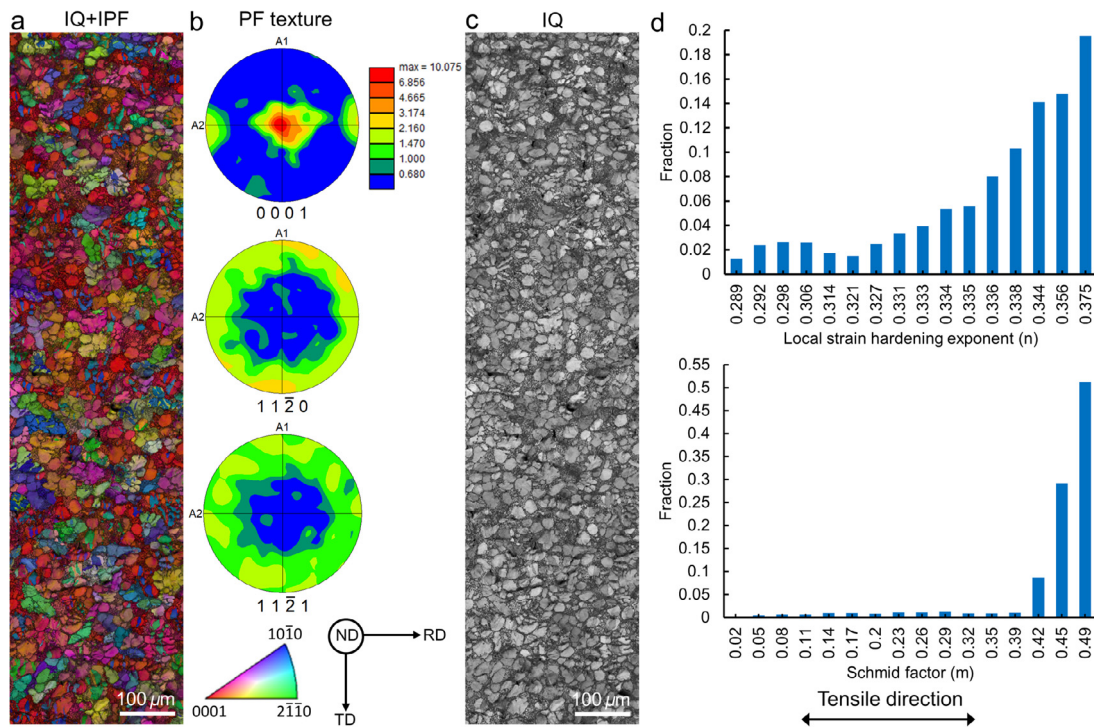 a
IQ+IPF
b
PF texture
c
IQ
d
A1
A2
0 0 0 1
max = 10.075
6.856
4.665
3.174
2.160
1.470
1.000
0.680
A1
A2
1 1 2̅ 0
A1
A2
1 1 2̅ 1
101̅0
0001
21̅1̅0
ND
RD
TD
100 µm
100 µm
Fraction
0.2
0.18
0.16
0.14
0.12
0.1
0.08
0.06
0.04
0.02
0
0.289
0.292
0.298
0.306
0.314
0.321
0.327
0.331
0.333
0.334
0.335
0.336
0.338
0.344
0.356
0.375
Local strain hardening exponent (n)
Fraction
0.55
0.5
0.45
0.4
0.35
0.3
0.25
0.2
0.15
0.1
0.05
0
0.02
0.05
0.08
0.11
0.14
0.17
0.2
0.23
0.26
0.29
0.32
0.35
0.39
0.42
0.45
0.49
Schmid factor (m)
Tensile direction